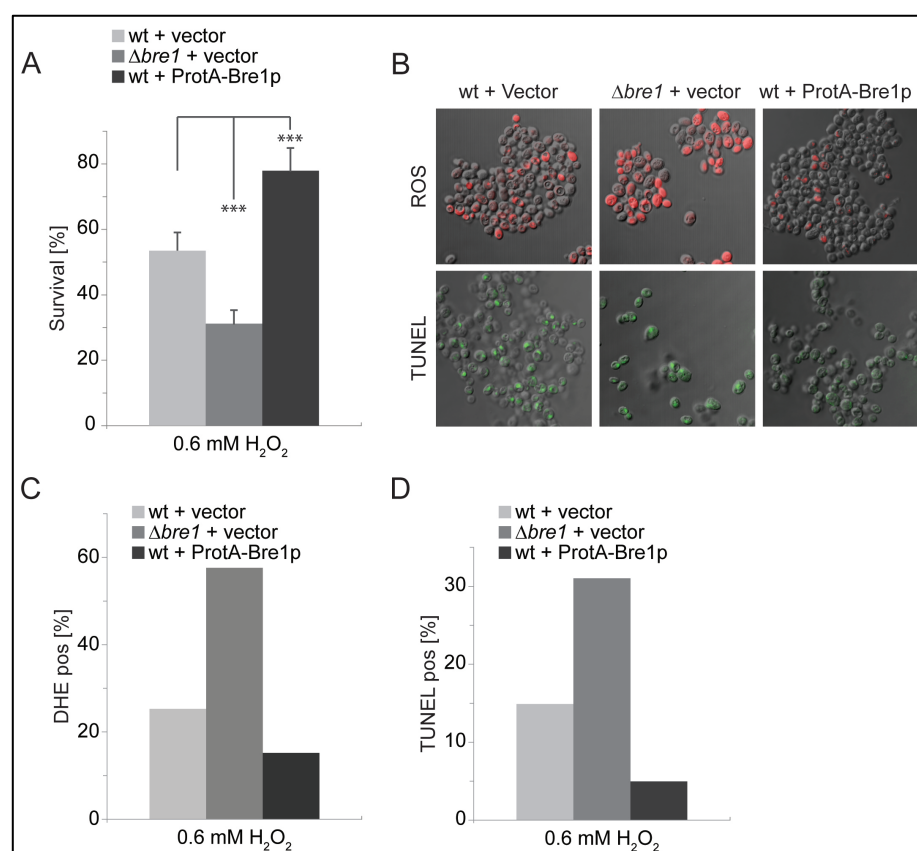 A
wt + vector
Δbre1 + vector
wt + ProtA-Bre1p
***
***
Survival [%]
80
60
40
20
0
0.6 mM H₂O₂
B
wt + Vector
Δbre1 + vector
wt + ProtA-Bre1p
ROS
TUNEL
C
wt + vector
Δbre1 + vector
wt + ProtA-Bre1p
DHE pos [%]
60
40
20
0
0.6 mM H₂O₂
D
wt + vector
Δbre1 + vector
wt + ProtA-Bre1p
TUNEL pos [%]
30
20
10
0
0.6 mM H₂O₂